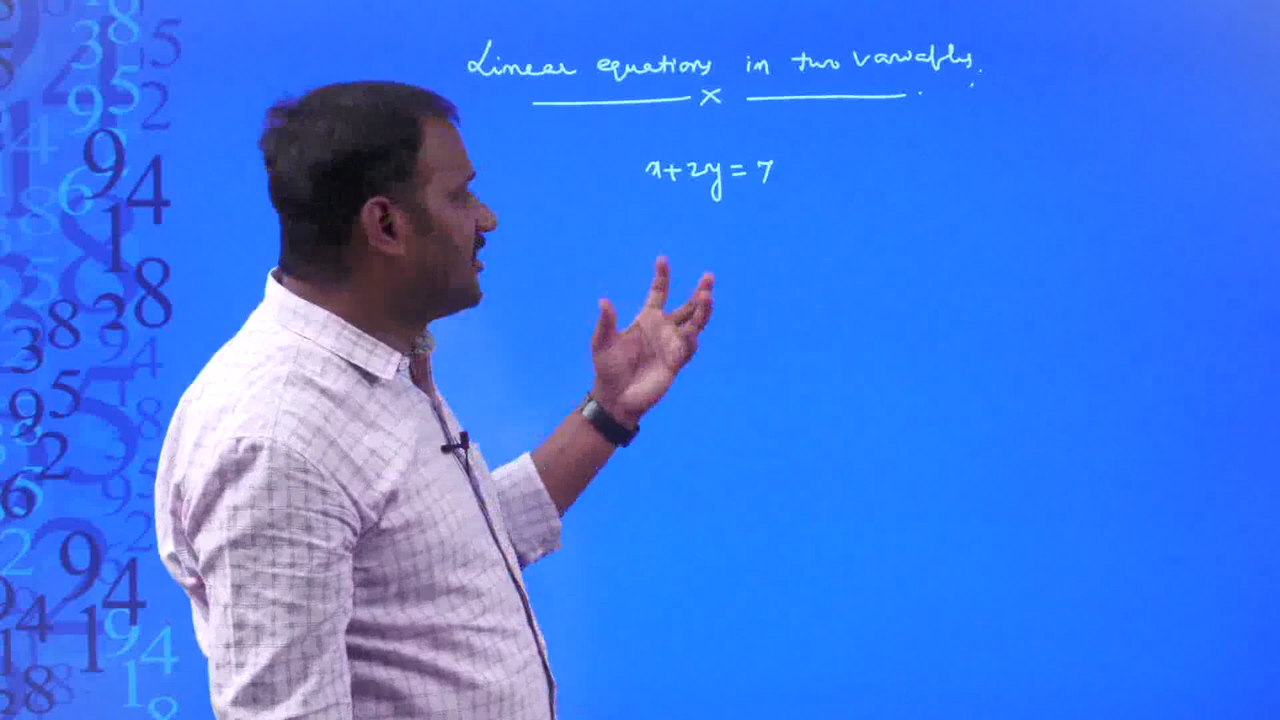 Linear equations in two variables.
x
x+2y=7